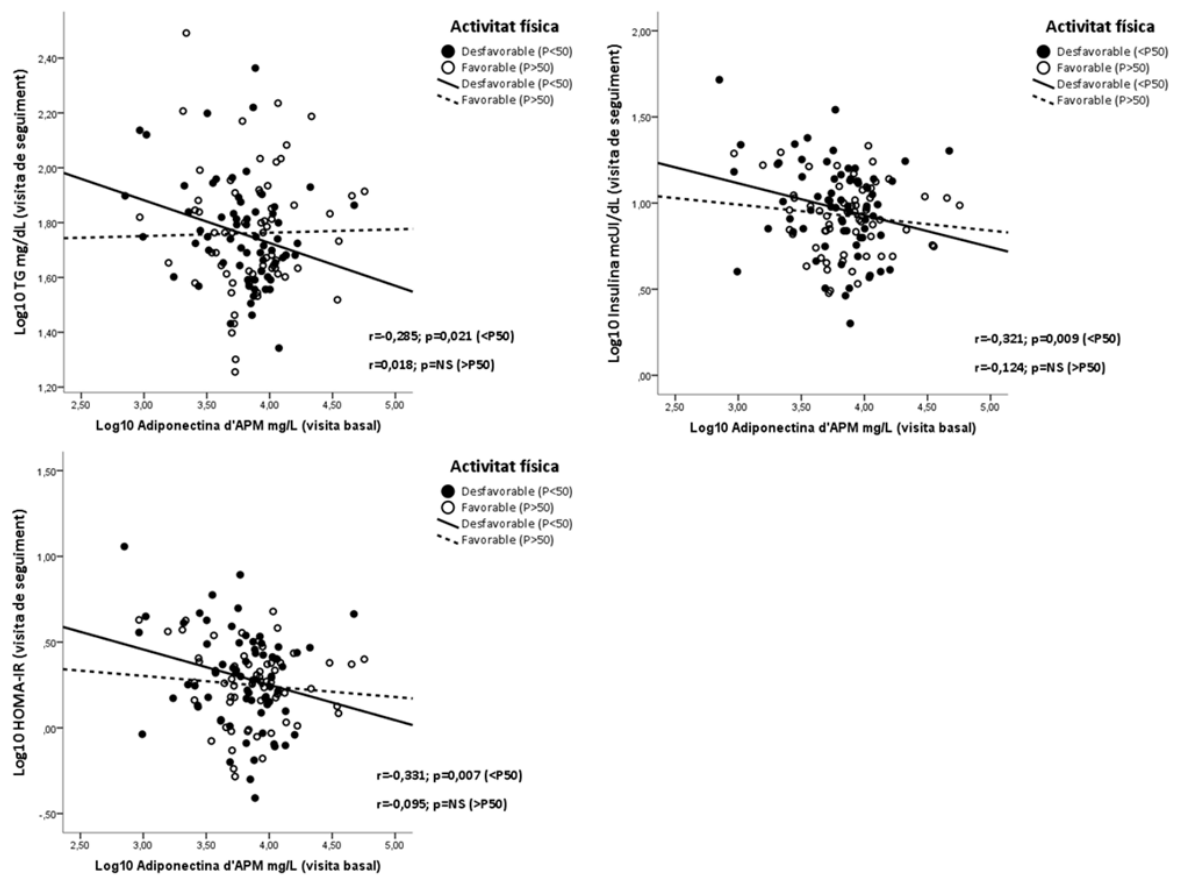 Activitat física
Desfavorable (P<50)
Favorable (P>50)
Desfavorable (P<50)
Favorable (P>50)
Log10 TG mg/dL (visita de seguiment)
2,40
2,20
2,00
1,80
1,60
1,40
1,20
r=-0,285; p=0,021 (<P50)
r=0,018; p=NS (>P50)
2,50 3,00 3,50 4,00 4,50 5,00
Log10 Adiponectina d'APM mg/L (visita basal)
Activitat física
Desfavorable (<P50)
Favorable (P>50)
Desfavorable (<P50)
Favorable (P>50)
Log10 Insulina mcUI/dL (visita de seguiment)
2,00
1,50
1,00
,50
,00
r=-0,321; p=0,009 (<P50)
r=-0,124; p=NS (>P50)
2,50 3,00 3,50 4,00 4,50 5,00
Log10 Adiponectina d'APM mg/L (visita basal)
Activitat física
Desfavorable (P<50)
Favorable (P>50)
Desfavorable (P<50)
Favorable (P>50)
Log10 HOMA-IR (visita de seguiment)
1,50
1,00
,50
,00
-,50
r=-0,331; p=0,007 (<P50)
r=-0,095; p=NS (>P50)
2,50 3,00 3,50 4,00 4,50 5,00
Log10 Adiponectina d'APM mg/L (visita basal)